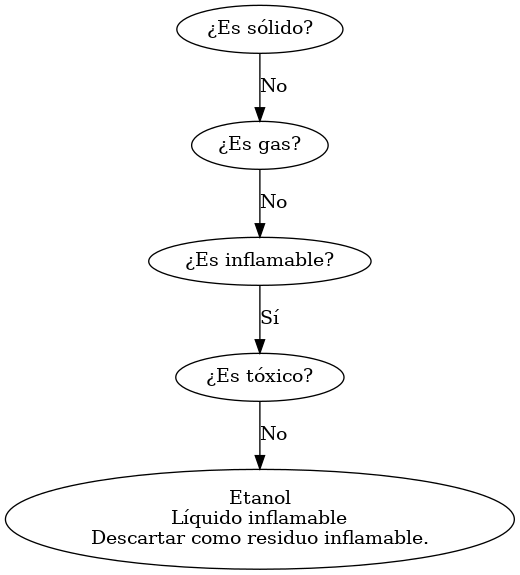 ¿Es sólido?
No
¿Es gas?
No
¿Es inflamable?
Sí
¿Es tóxico?
No
Etanol
Líquido inflamable
Descartar como residuo inflamable.